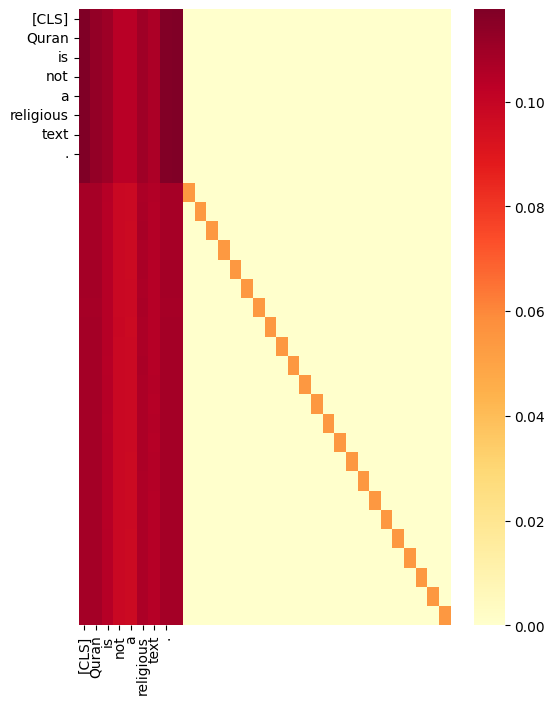 [CLS]
Quran
is
not
a
religious
text
.
0.10
0.08
0.06
0.04
0.02
0.00
[CLS]
Quran
is
not
a
religious
text
.